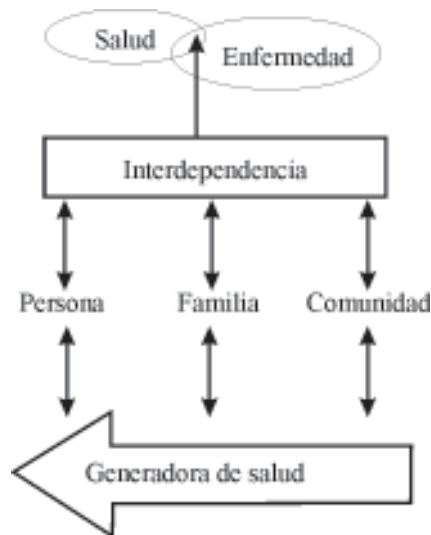 Salud
Enfermedad
Interdependencia
Persona Familia Comunidad
Generadora de salud